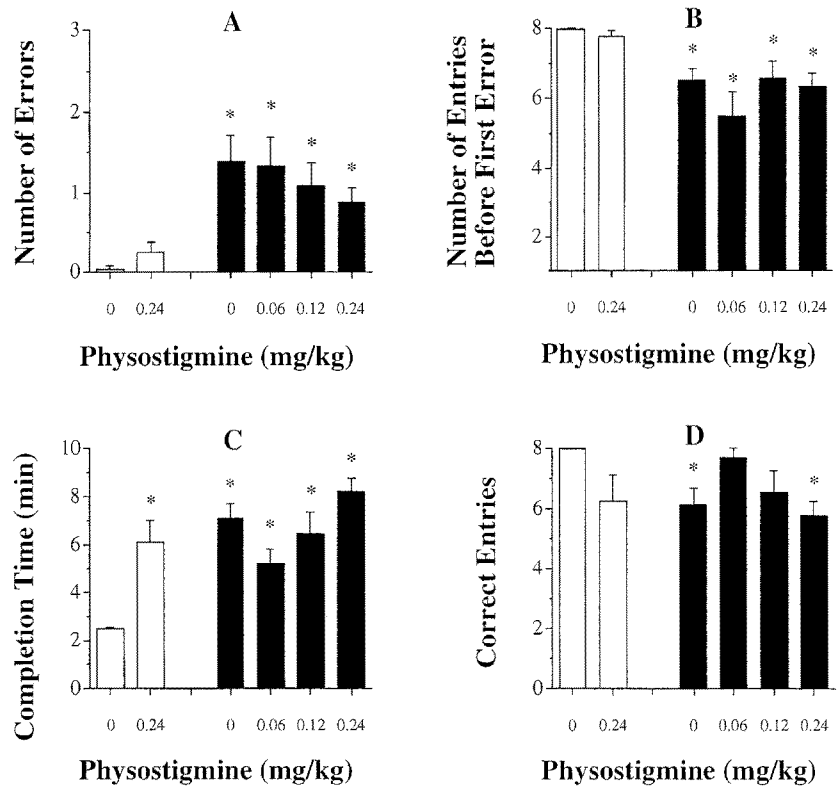 A
Number of Errors
3
2
1
0
* * * *
0 0.24 0 0.06 0.12 0.24
Physostigmine (mg/kg)
B
Number of Entries
Before First Error
8
6
4
2
* * * *
0 0.24 0 0.06 0.12 0.24
Physostigmine (mg/kg)
C
Completion Time (min)
10
8
6
4
2
0
* * * * *
0 0.24 0 0.06 0.12 0.24
Physostigmine (mg/kg)
D
Correct Entries
8
6
4
2
0
* *
0 0.24 0 0.06 0.12 0.24
Physostigmine (mg/kg)